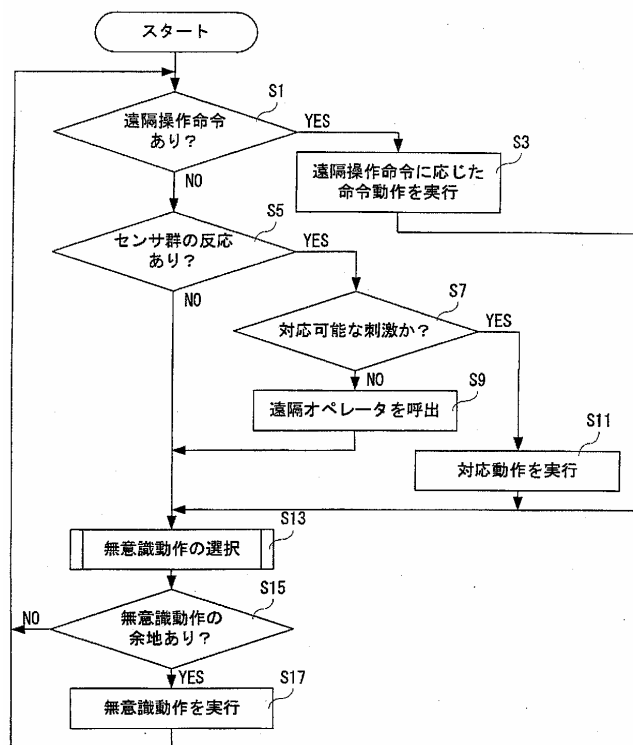 スタート
S1
遠隔操作命令
あり?
YES
NO
S3
遠隔操作命令に応じた
命令動作を実行
S5
センサ群の反応
あり?
YES
NO
S7
対応可能な刺激か?
YES
NO
S9
遠隔オペレータを呼出
S11
対応動作を実行
S13
無意識動作の選択
S15
無意識動作の
余地あり?
NO
YES
S17
無意識動作を実行